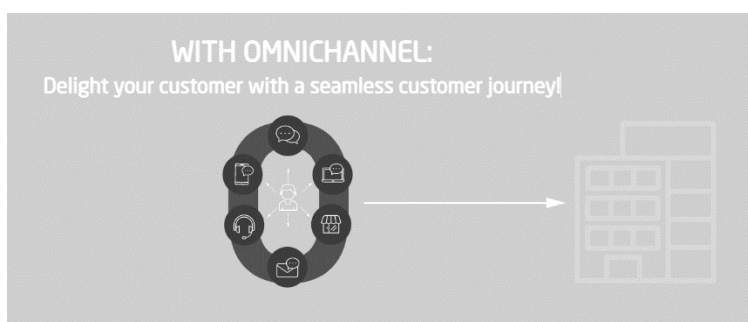 WITH OMNICHANNEL:
Delight your customer with a seamless customer journey!